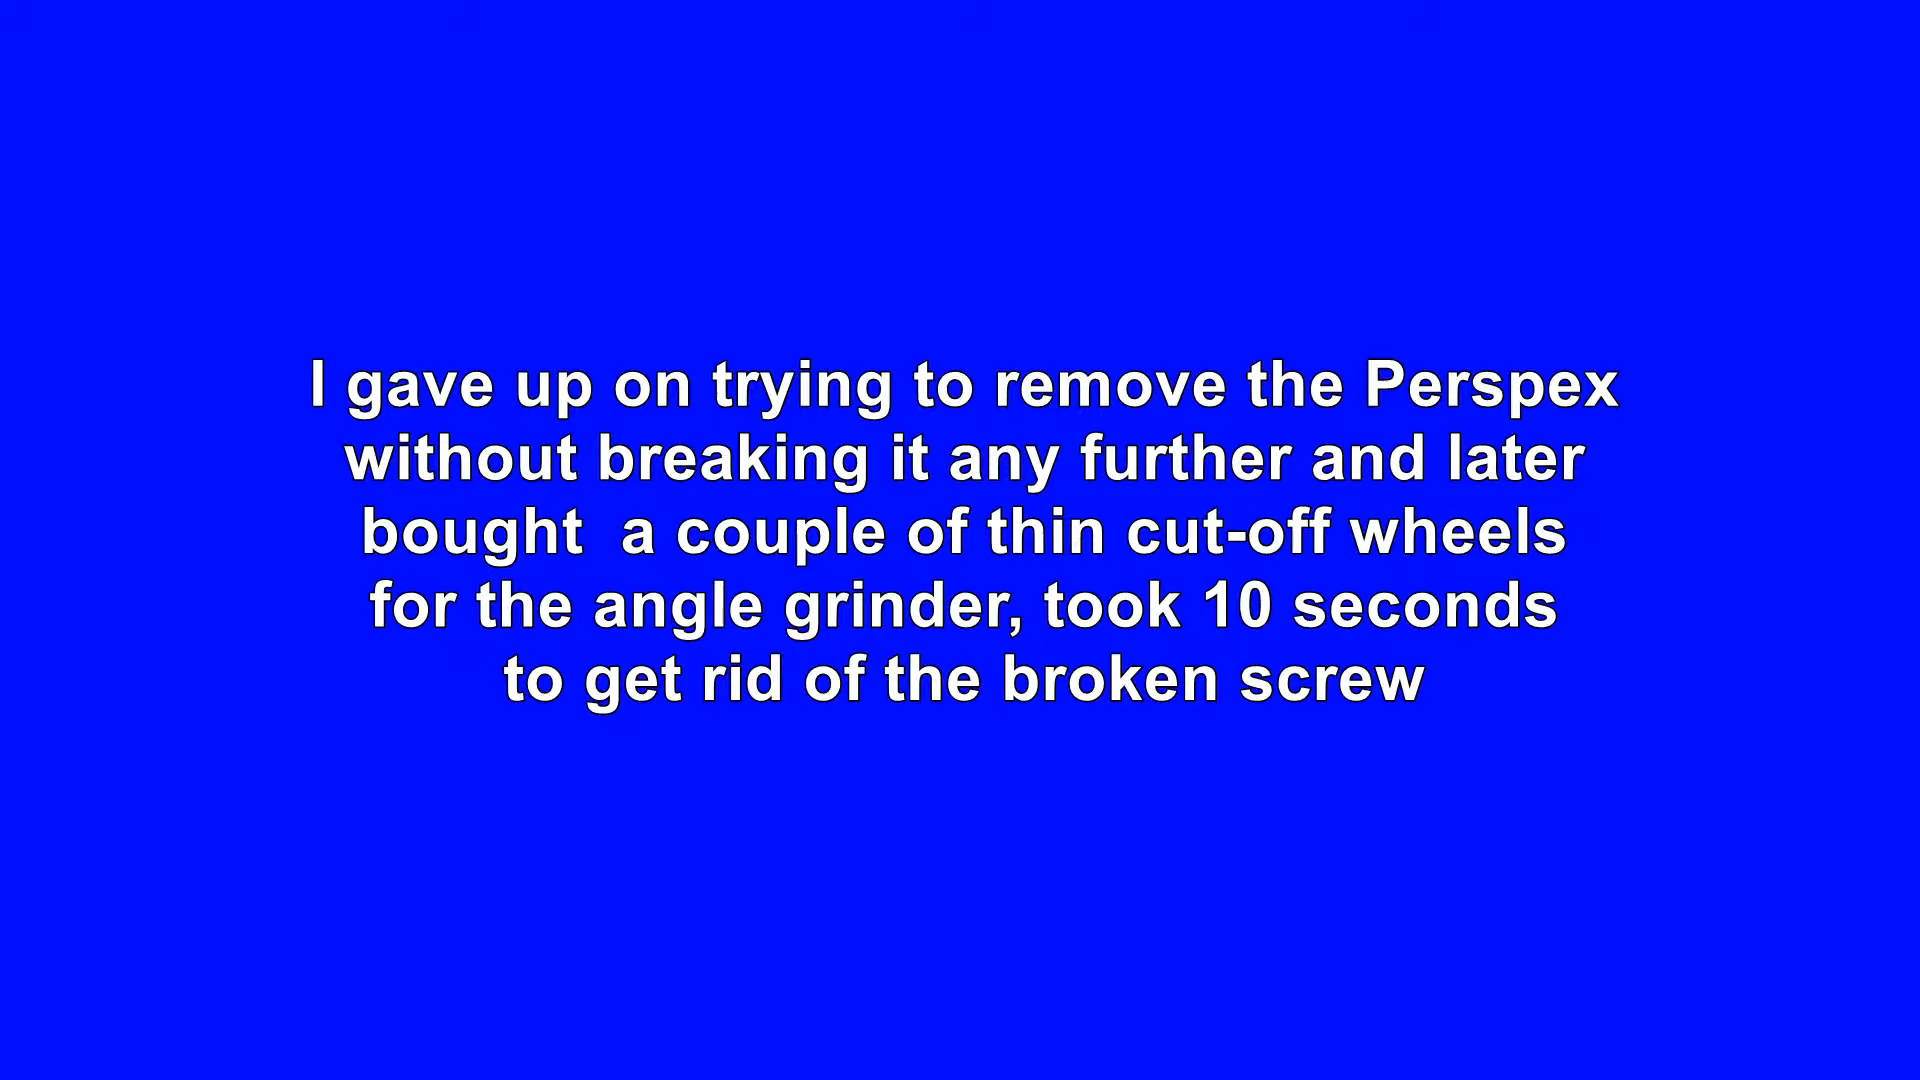 I gave up on trying to remove the Perspex
without breaking it any further and later
bought  a couple of thin cut-off wheels
for the angle grinder, took 10 seconds
to get rid of the broken screw